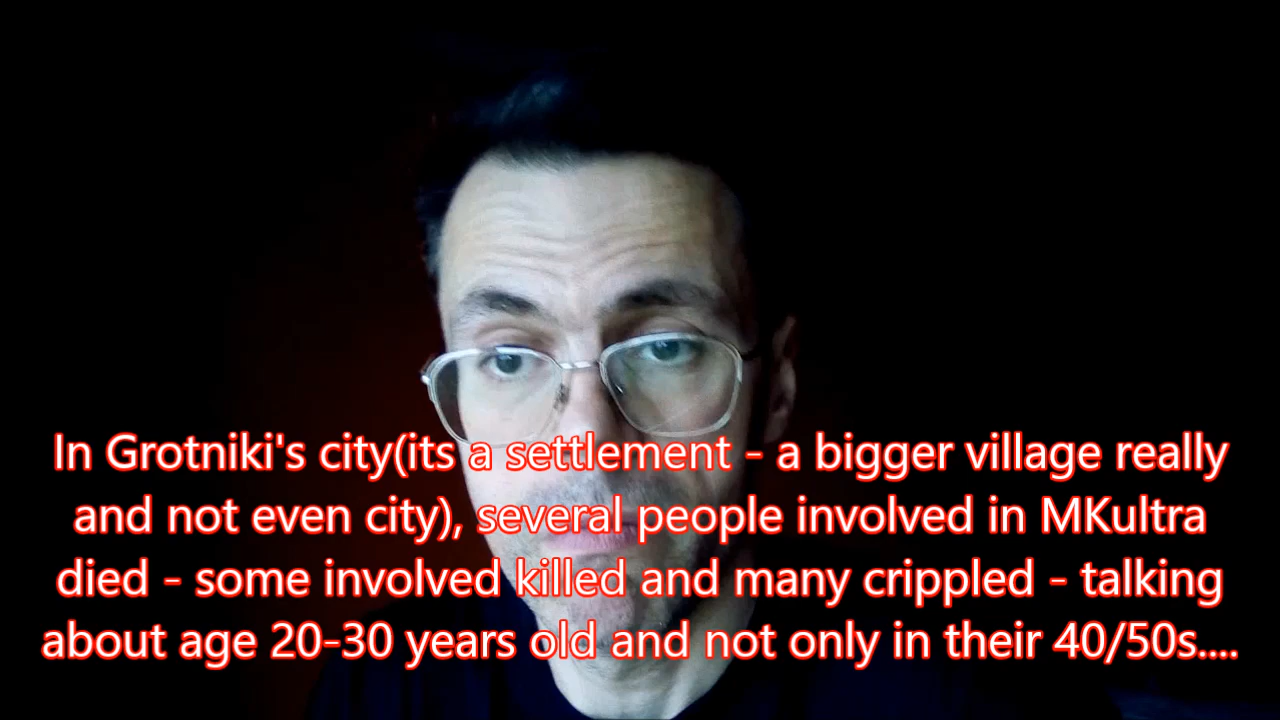 In Grotniki's city(its a settlement - a bigger village really
and not even city), several people involved in MKultra
died - some involved killed and many crippled - talking
about age 20-30 years old and not only in their 40/50s....